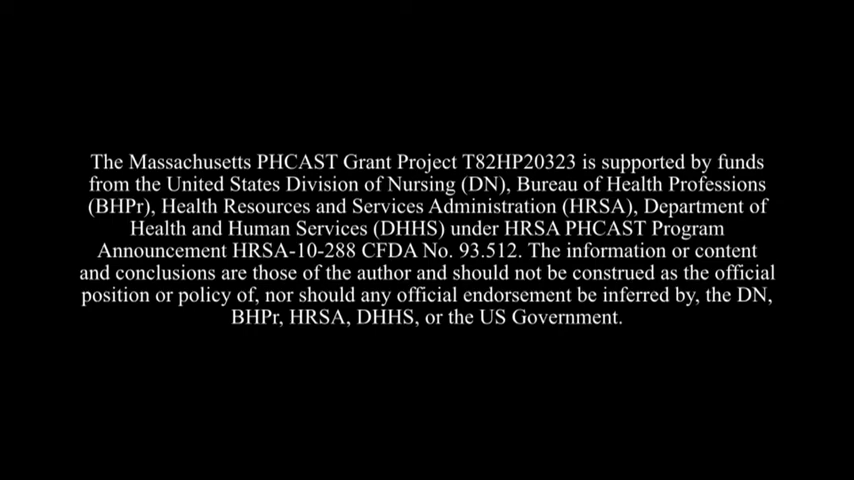 The Massachusetts PHCAST Grant Project T82HP20323 is supported by funds
from the United States Division of Nursing (DN), Bureau of Health Professions
(BHPr), Health Resources and Services Administration (HRSA), Department of
Health and Human Services (DHHS) under HRSA PHCAST Program
Announcement HRSA-10-288 CFDA No. 93.512. The information or content
and conclusions are those of the author and should not be construed as the official
position or policy of, nor should any official endorsement be inferred by, the DN,
BHPr, HRSA, DHHS, or the US Government.